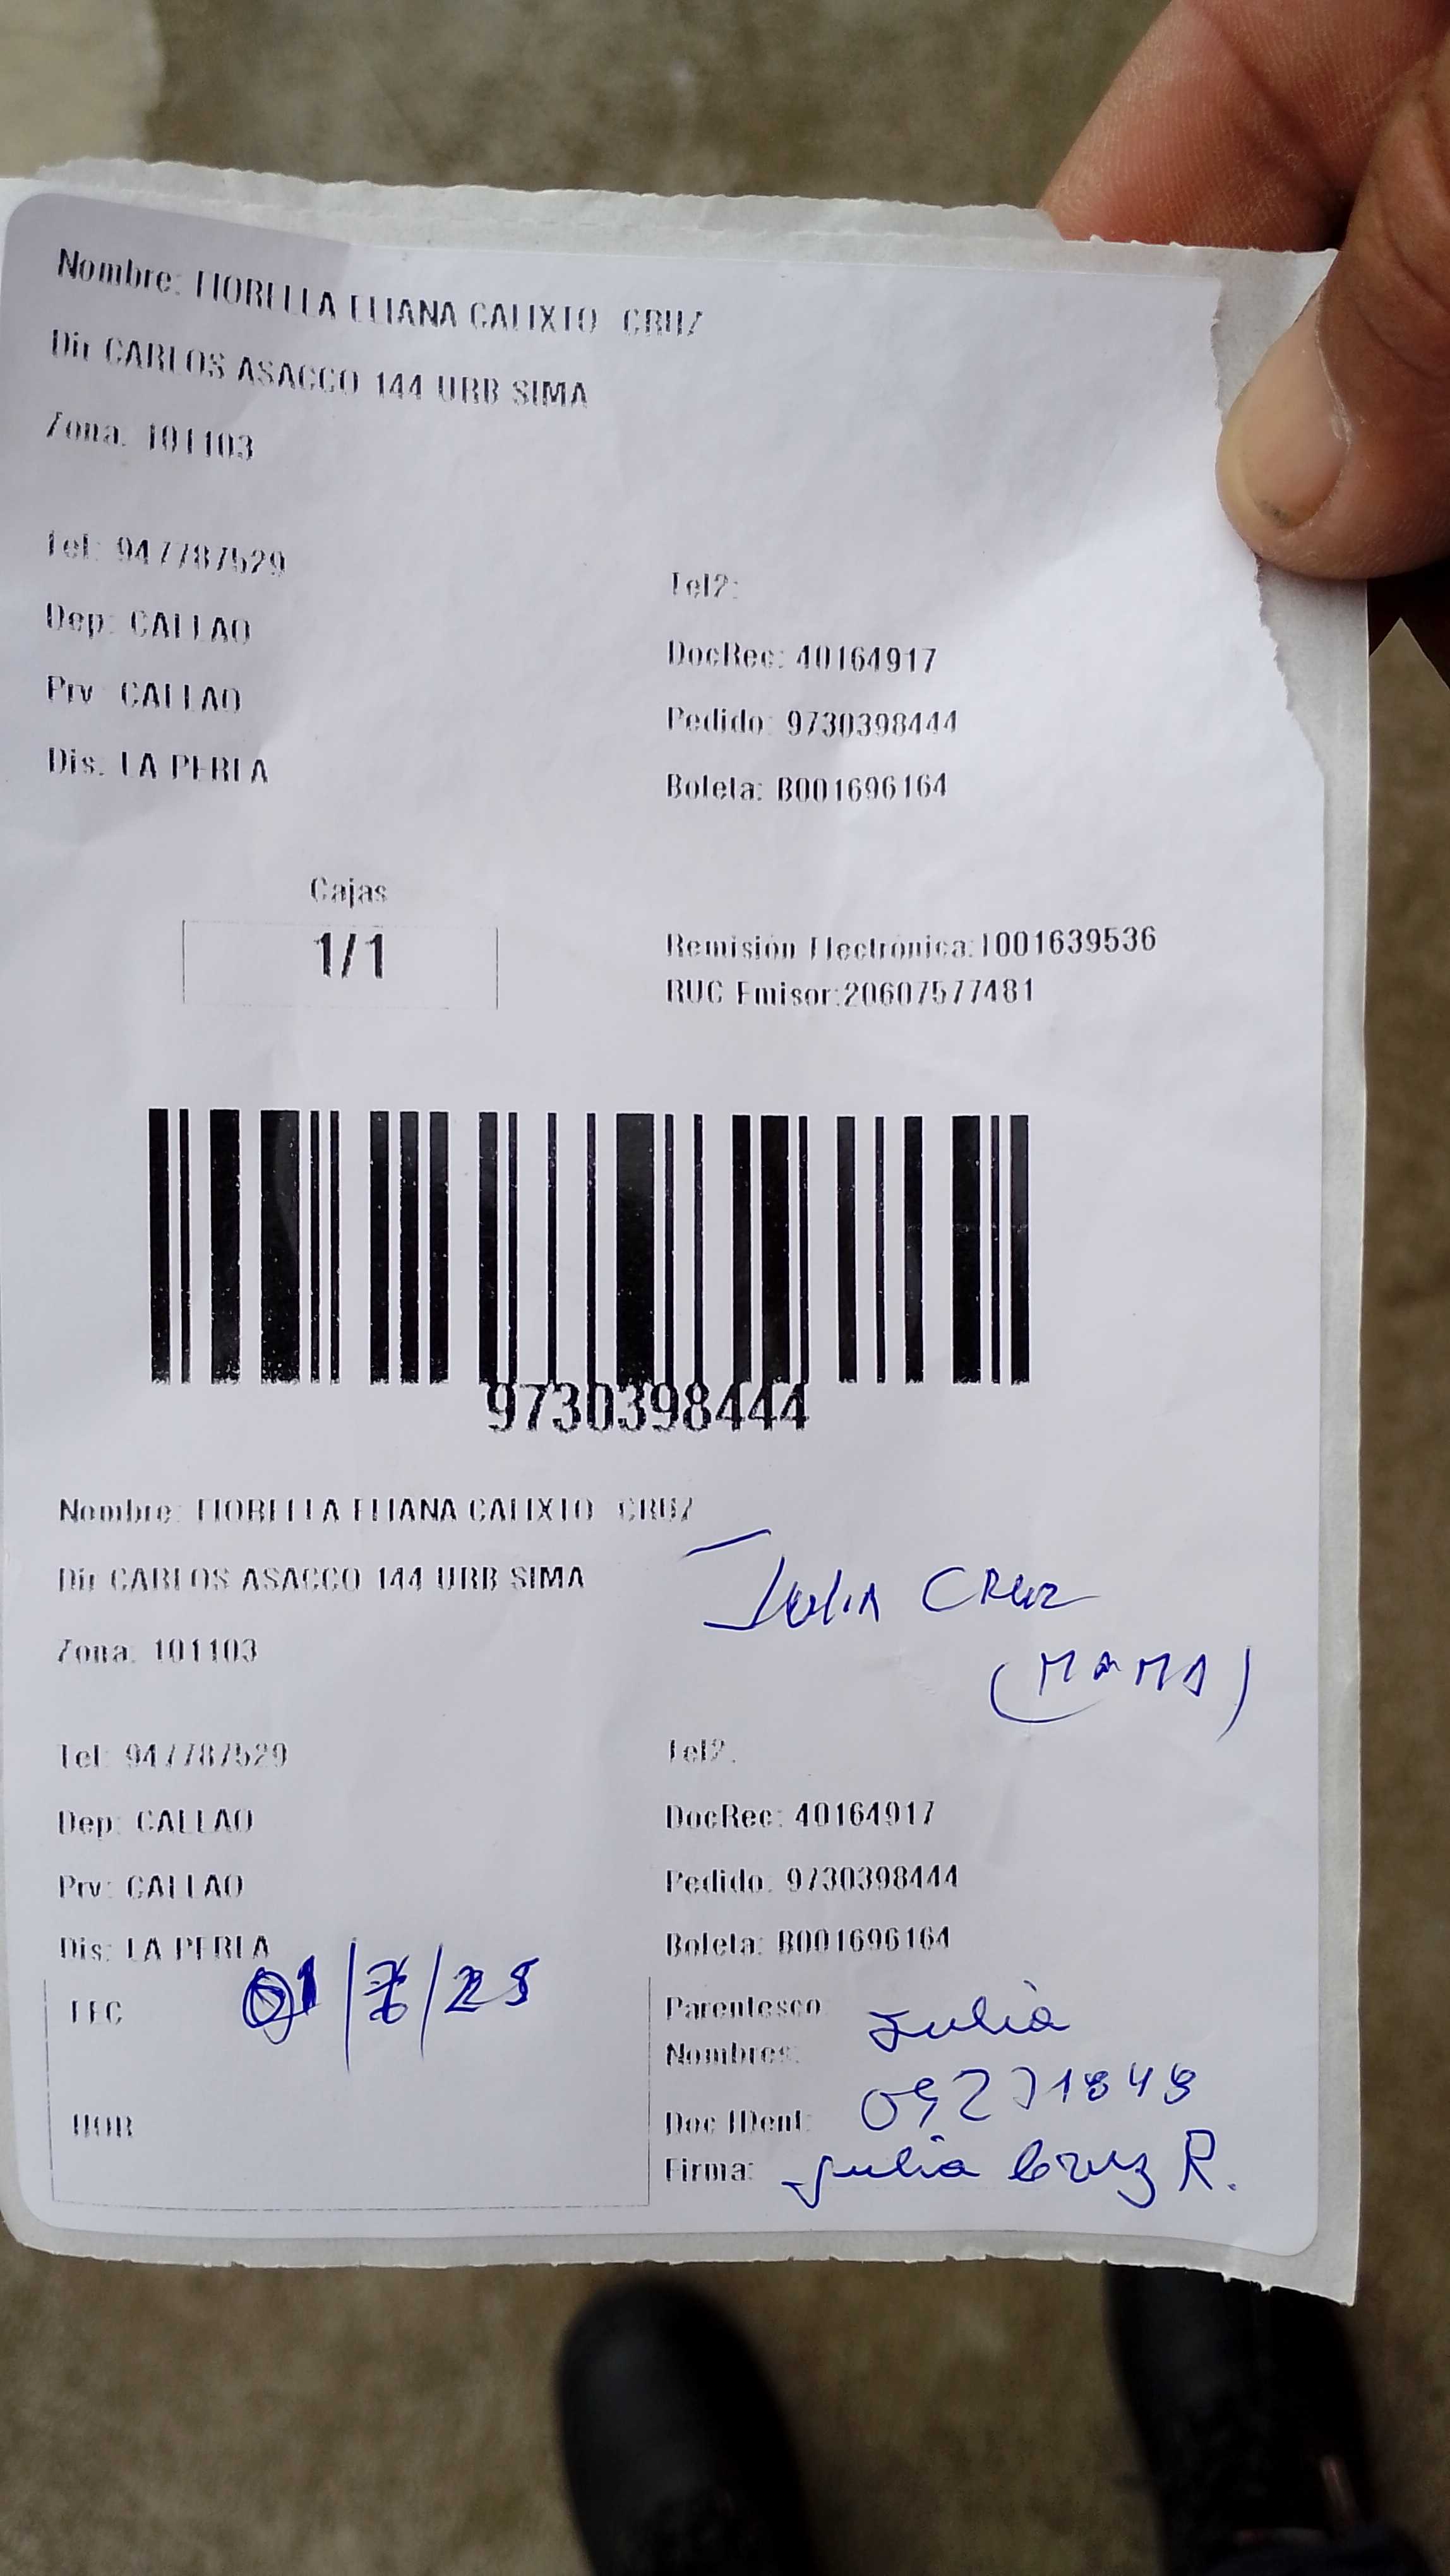 Nombre: FIORELLA ELIANA CALIXTO CRUZ
Dir CARLOS ASACCO 144 URB SIMA
Zona: 101103
Tel: 947787529
Tel2:
Dep: CALLAO
DocRec: 40164917
Prv: CALLAO
Pedido: 9730398444
Dis: LA PERLA
Boleta: B001696164
Cajas
1/1
Remisión Electrónica:T001639536
RUC Emisor:20607577481
9730398444
Nombre: FIORELLA ELIANA CALIXTO CRUZ
Dir CARLOS ASACCO 144 URB SIMA
Julia CRUZ
Zona: 101103
(MAMA)
Tel: 947787529
Tel2:
Dep: CALLAO
DocRec: 40164917
Prv: CALLAO
Pedido: 9730398444
Dis: LA PERLA
Boleta: B001696164
FEC
Parentesco
Julia
Nombres:
HOR
Doc IDent:
Firma: Julia Cruz R.